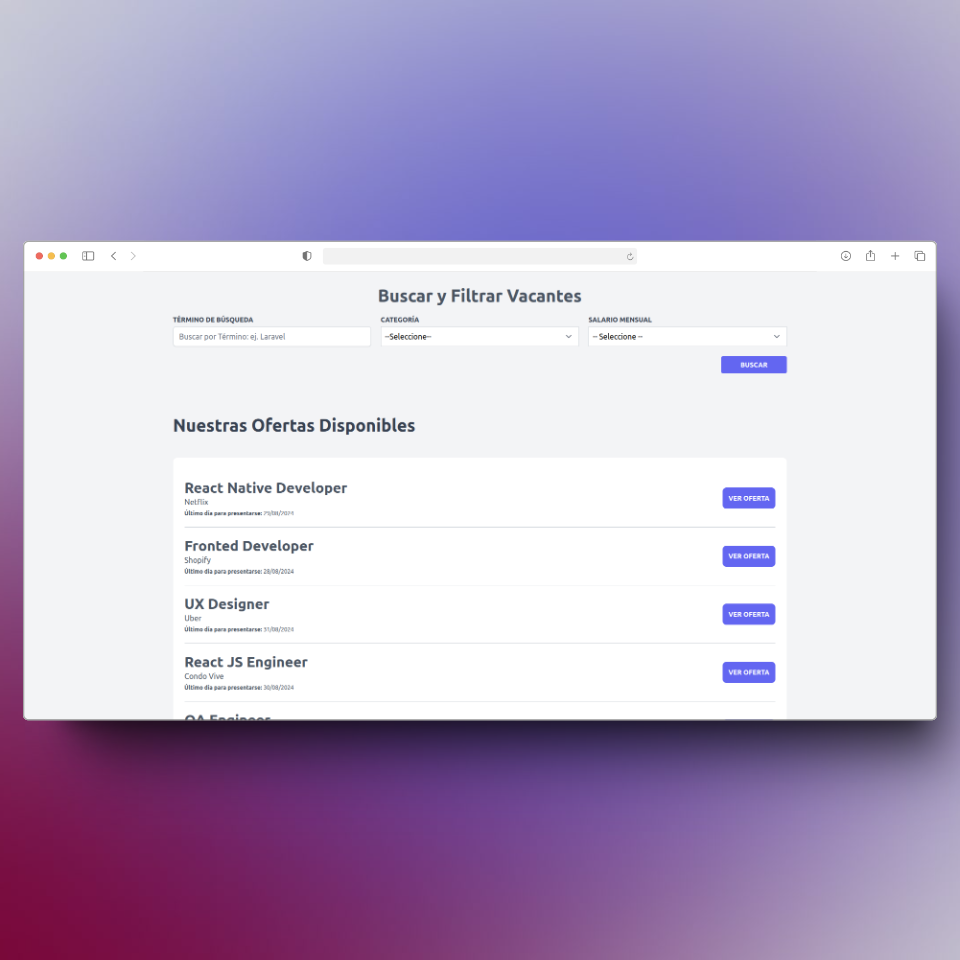 Buscar y Filtrar Vacantes
TÉRMINO DE BÚSQUEDA
CATEGORÍA
SALARIO MENSUAL
Buscar por Término: ej. Laravel
--Seleccione--
-- Seleccione --
BUSCAR
Nuestras Ofertas Disponibles
React Native Developer
Netflix
Último día para presentarse:
VER OFERTA
Fronted Developer
Shopify
Último día para presentarse: 28/08/2024
VER OFERTA
UX Designer
Uber
Último día para presentarse: 31/08/2024
VER OFERTA
React JS Engineer
Condo Vive
Último día para presentarse: 30/08/2024
VER OFERTA
QA Engineer